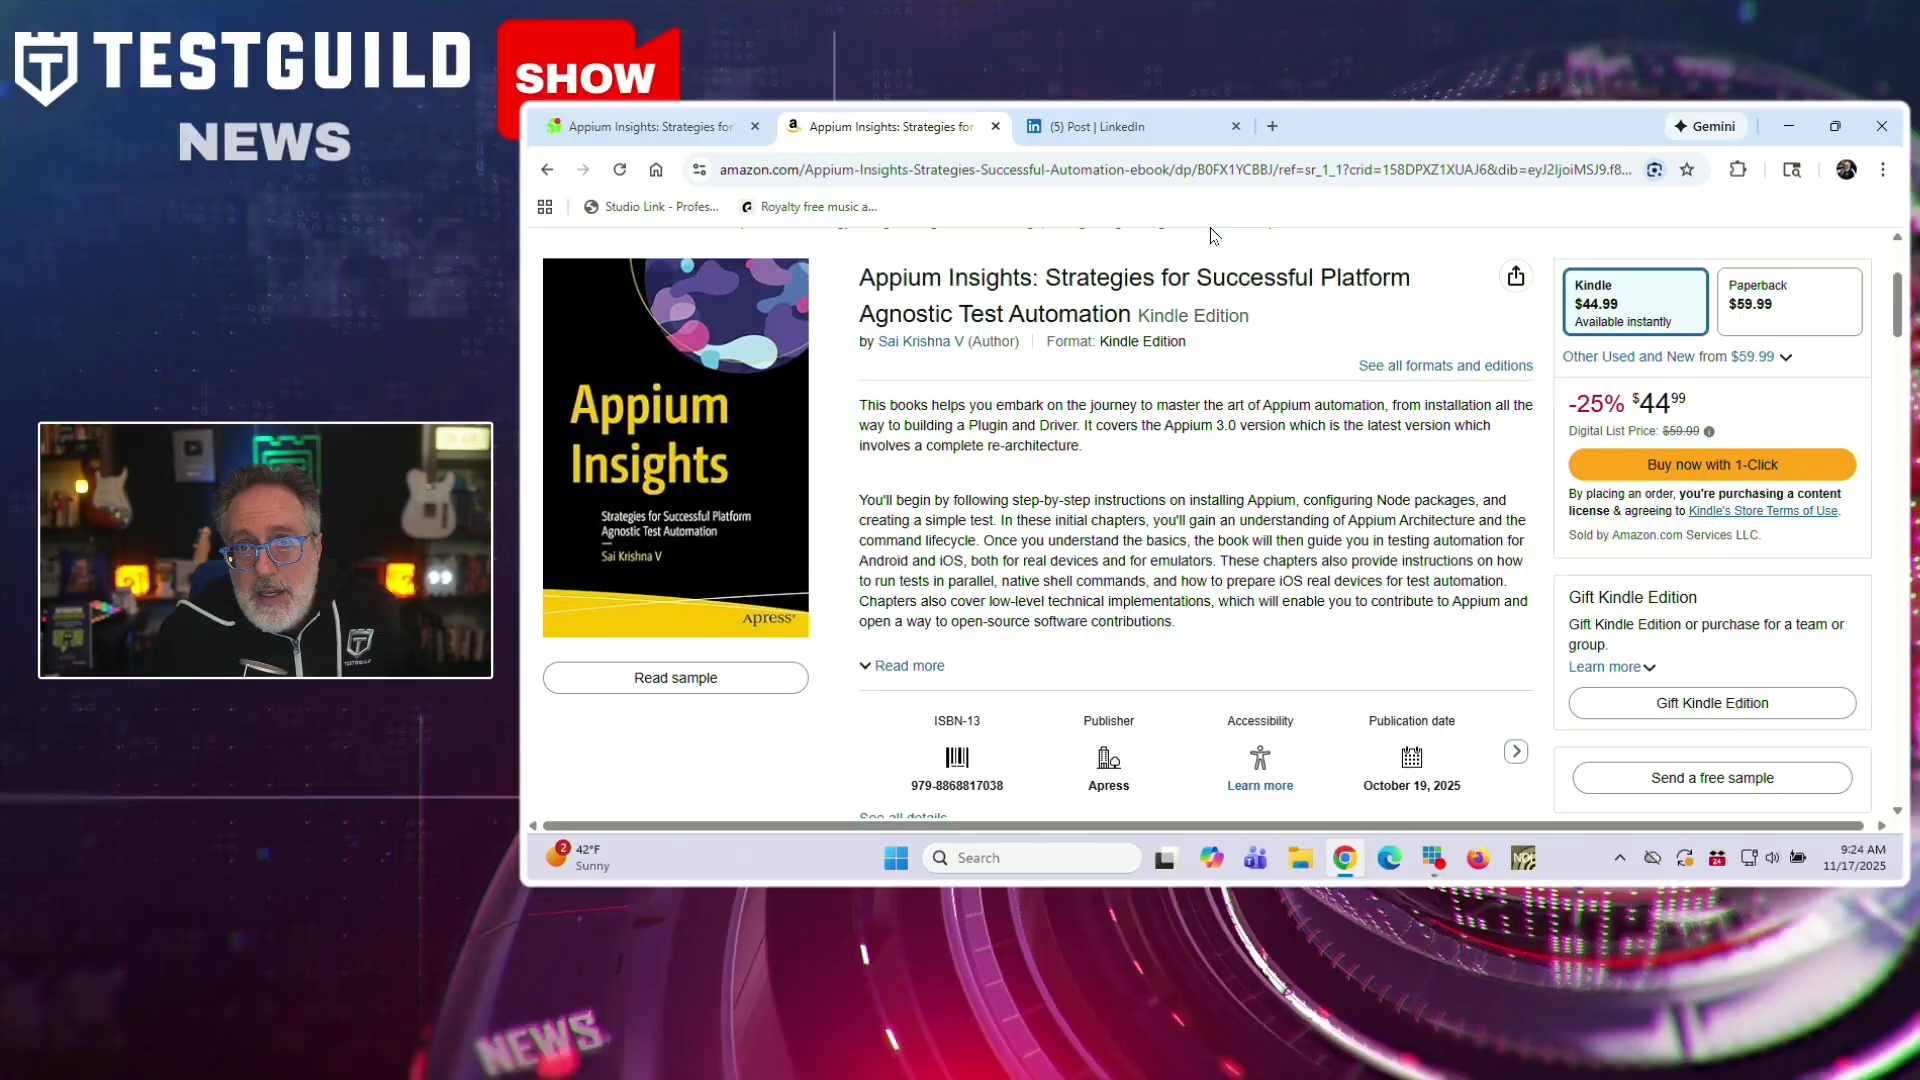 TESTGUILD
NEWS
SHOW
Appium Insights: Strategies for
Appium Insights: Strategies for
(5) Post | LinkedIn
Gemini
amazon.com/Appium-Insights-Strategies-Successful-Automation-ebook/dp/B0FX1YCBBJ/ref=sr_1_1?crid=158DPXZ1XUAJ6&dib=eyJ2IjoiMSJ9.f8...
Studio Link - Profes...
Royalty free music a...
Appium
Insights
Strategies for Successful Platform
Agnostic Test Automation
Sai Krishna V
Apress®
Read sample
Appium Insights: Strategies for Successful Platform
Agnostic Test Automation Kindle Edition
by Sai Krishna V (Author) Format: Kindle Edition
See all formats and editions
This books helps you embark on the journey to master the art of Appium automation, from installation all the
way to building a Plugin and Driver. It covers the Appium 3.0 version which is the latest version which
involves a complete re-architecture.
You'll begin by following step-by-step instructions on installing Appium, configuring Node packages, and
creating a simple test. In these initial chapters, you'll gain an understanding of Appium Architecture and the
command lifecycle. Once you understand the basics, the book will then guide you in testing automation for
Android and iOS, both for real devices and for emulators. These chapters also provide instructions on how
to run tests in parallel, native shell commands, and how to prepare iOS real devices for test automation.
Chapters also cover low-level technical implementations, which will enable you to contribute to Appium and
open a way to open-source software contributions.
Read more
ISBN-13
979-8868817038
Publisher
Apress
Accessibility
Learn more
Publication date
October 19, 2025
See all details
Kindle
$44.99
Available instantly
Paperback
$59.99
Other Used and New from $59.99
-25% $44 99
Digital List Price: $59.99
Buy now with 1-Click
By placing an order, you're purchasing a content
license & agreeing to Kindle's Store Terms of Use.
Sold by Amazon.com Services LLC.
Gift Kindle Edition
Gift Kindle Edition or purchase for a team or
group.
Learn more
Gift Kindle Edition
Send a free sample
2
42°F
Sunny
Search
24
9:24 AM
11/17/2025
TESTGUILD
NEWS